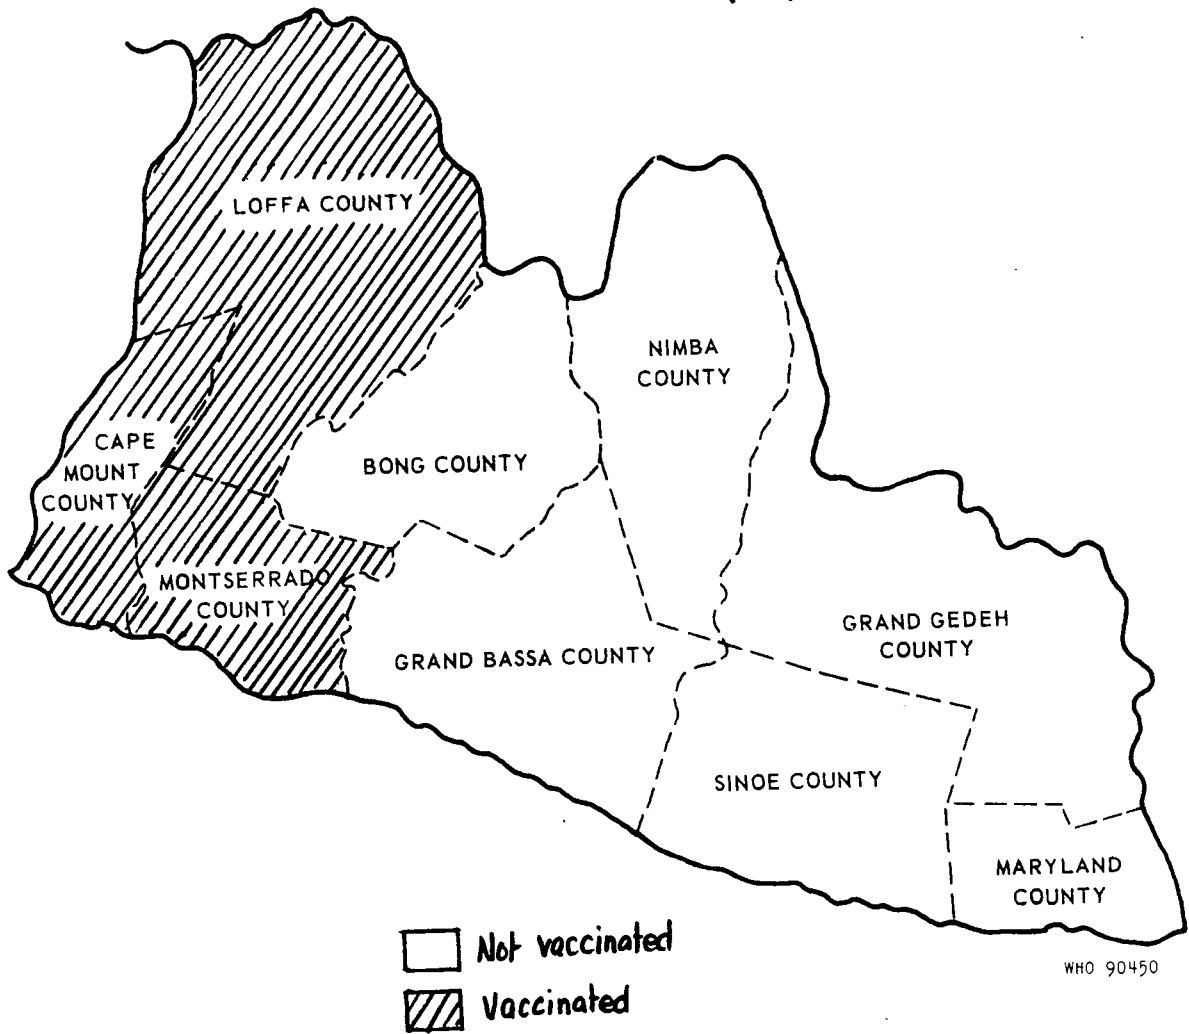 LOFFA COUNTY
NIMBA
COUNTY
CAPE
MOUNT
COUNTY
BONG COUNTY
MONTSERRADO
COUNTY
GRAND BASSA COUNTY
GRAND GEDEH
COUNTY
SINOE COUNTY
MARYLAND
COUNTY
Not vaccinated
Vaccinated
WHO 90450